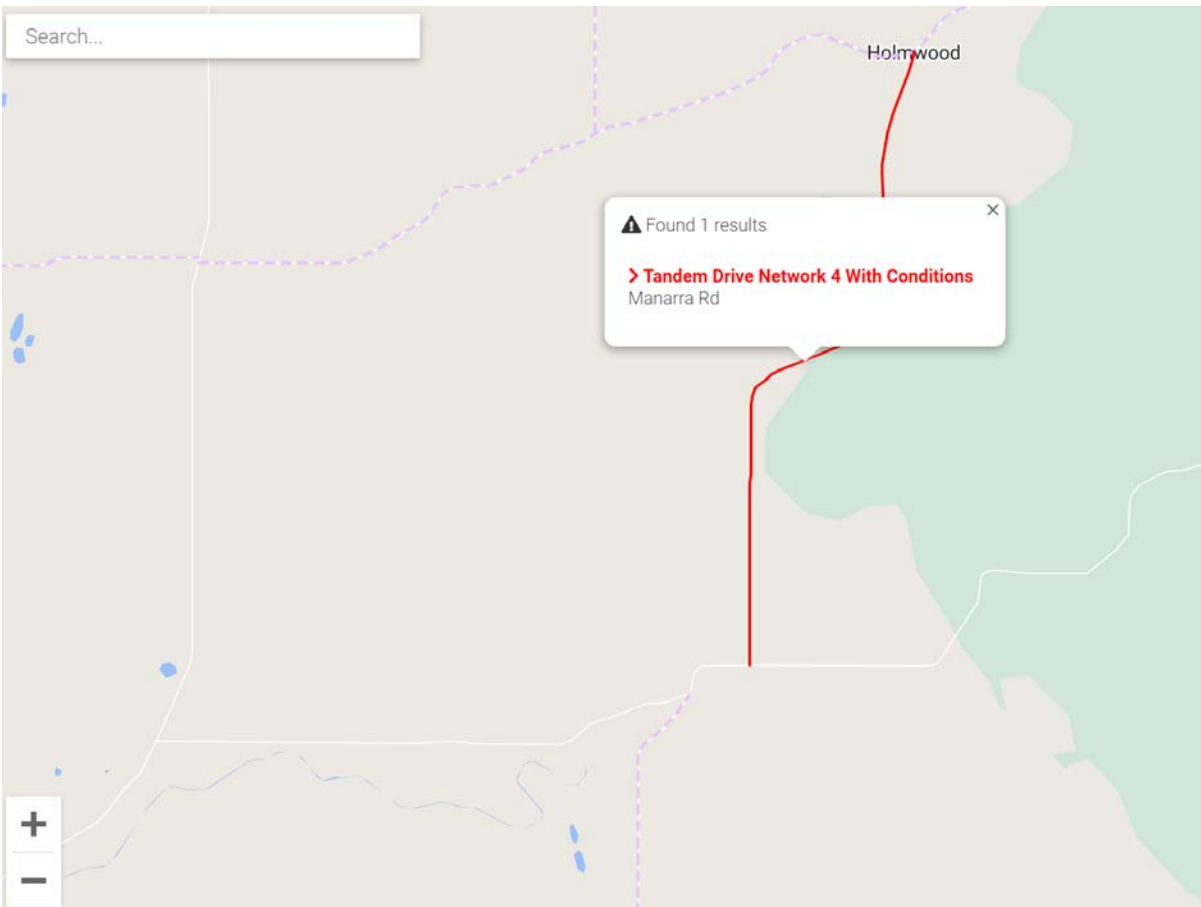 Search...
Holmwood
Found 1 results
Tandem Drive Network 4 With Conditions
Manarra Rd